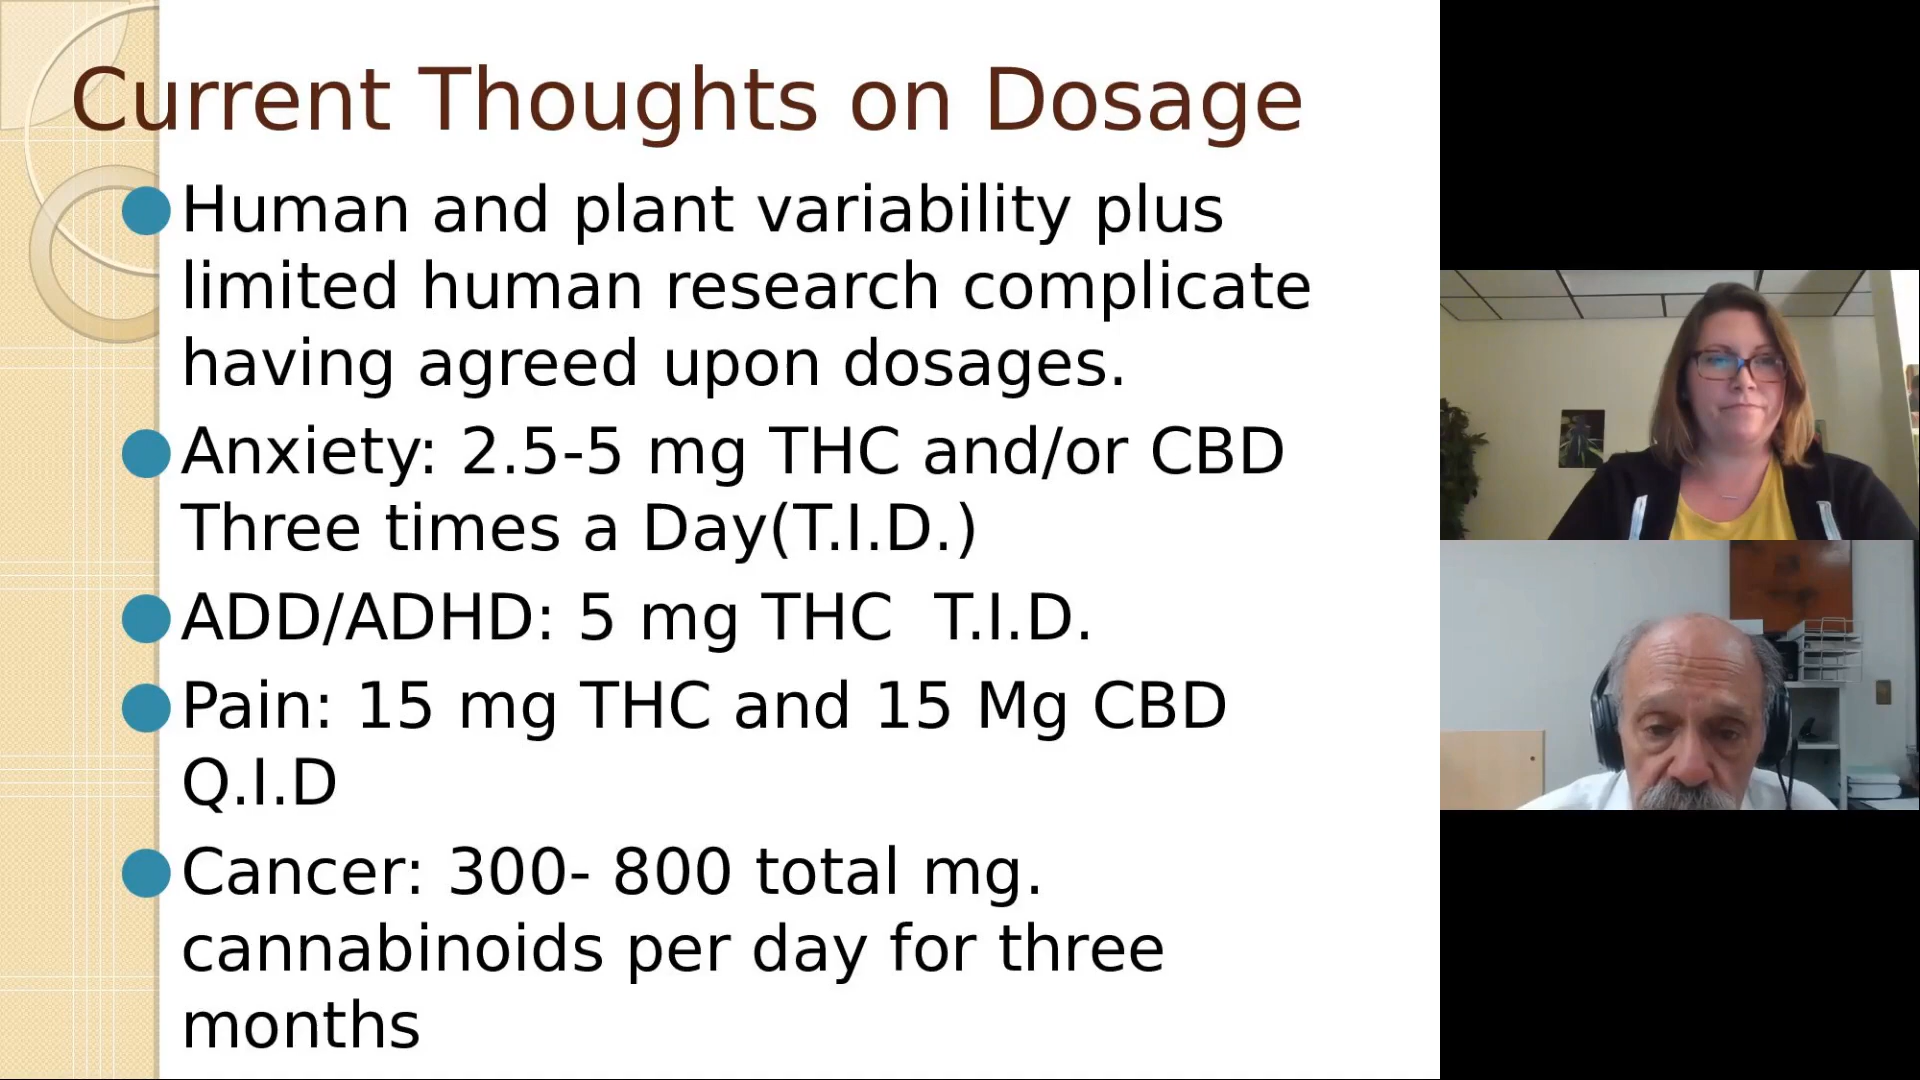 Current Thoughts on Dosage
Human and plant variability plus
limited human research complicate
having agreed upon dosages.
Anxiety: 2.5-5 mg THC and/or CBD
Three times a Day(T.I.D.)
ADD/ADHD: 5 mg THC  T.I.D.
Pain: 15 mg THC and 15 Mg CBD
Q.I.D
Cancer: 300- 800 total mg.
cannabinoids per day for three
months